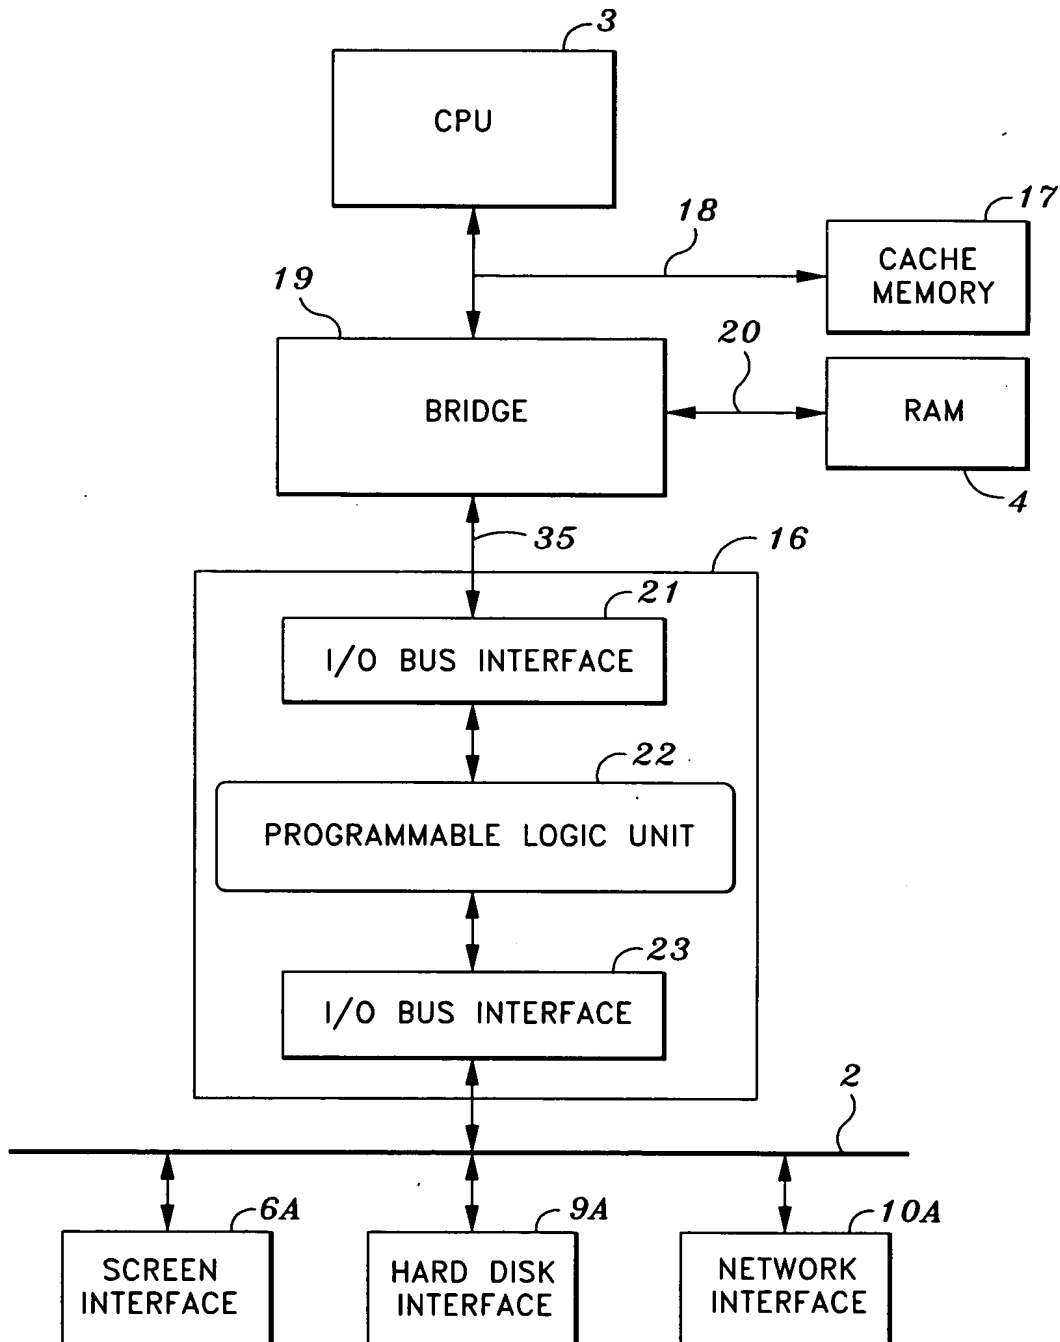 3
CPU
18
17
CACHE
MEMORY
19
BRIDGE
20
RAM
4
35
16
21
I/O BUS INTERFACE
22
PROGRAMMABLE LOGIC UNIT
23
I/O BUS INTERFACE
2
6A
SCREEN
INTERFACE
9A
HARD DISK
INTERFACE
10A
NETWORK
INTERFACE